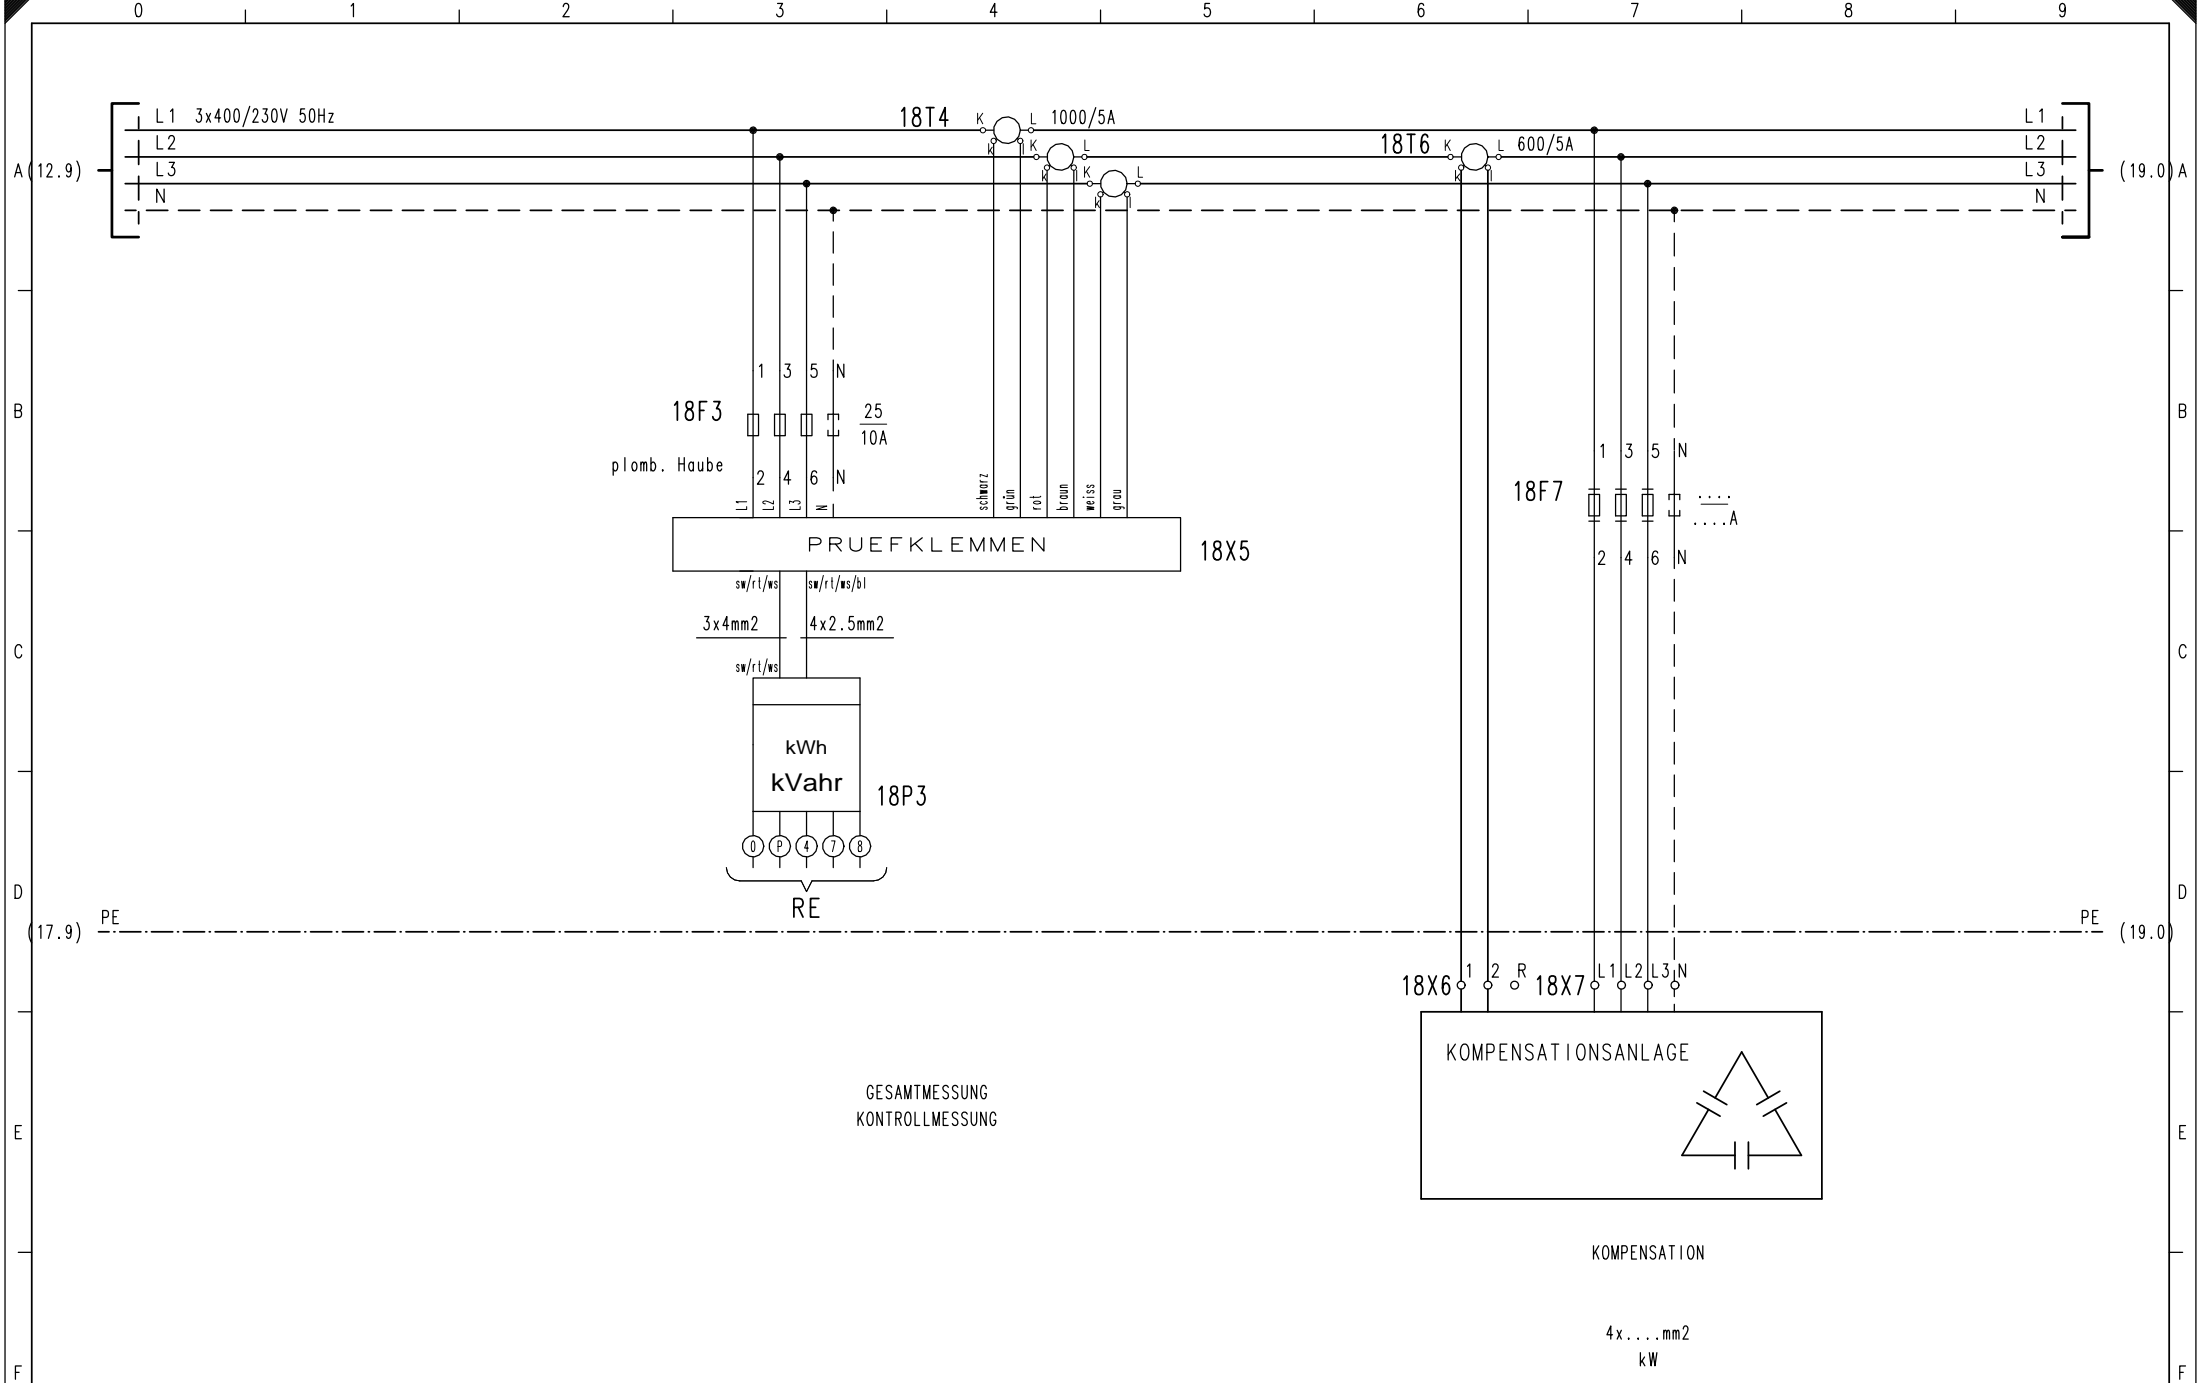 0 1 2 3 4 5 6 7 8 9
L1 3x400/230V 50Hz 18T4 K L 1000/5A L1
k l
L2 K L 18T6 K L 600/5A L2
k l k l
A (12.9) L3 K L L3 (19.0) A
k l
N N
1 3 5 N
B 18F3 25 B
10A
1 3 5 N
plomb. Haube
2 4 6 N
L1 L2 L3 N schwarz grün rot braun weiss grau
18F7 ....
....A
PRUEFKLEMMEN 18X5
2 4 6 N
sw/rt/ws sw/rt/ws/bl
3x4mm2 4x2.5mm2
C C
sw/rt/ws
kWh
kVahr
18P3
0 P 4 7 8
D D
RE
PE PE
(17.9) (19.0)
18X6 1 2 R 18X7 L1 L2 L3 N
KOMPENSATIONSANLAGE
GESAMTMESSUNG
KONTROLLMESSUNG
E E
KOMPENSATION
4x....mm2
kW
F F